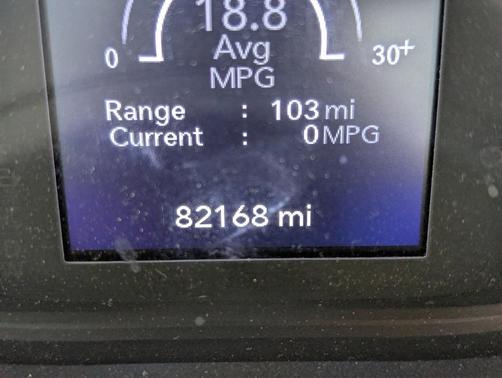 18.8
Avg
MPG
0 30+
Range : 103 mi
Current : 0 MPG
82168 mi